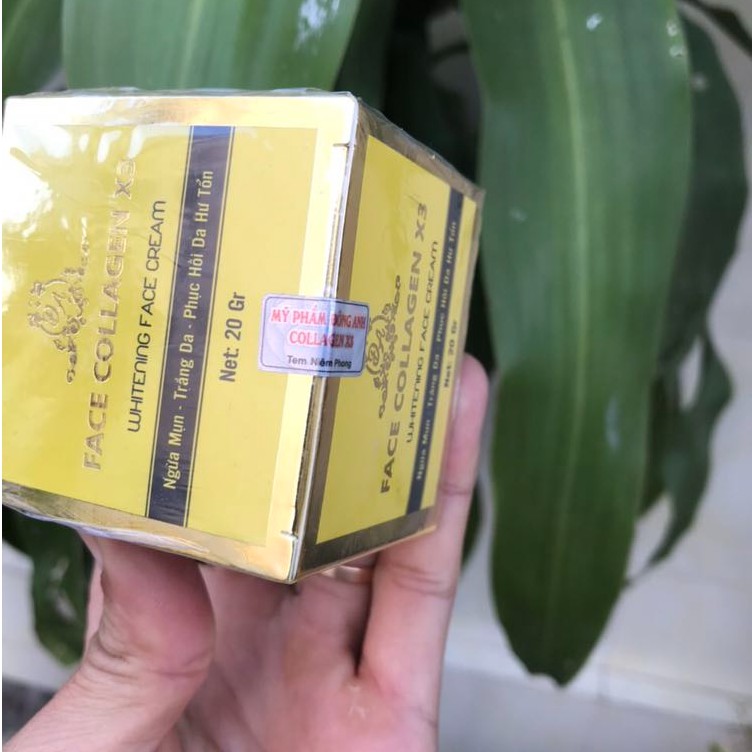 FACE COLLAGEN X3
WHITENING FACE CREAM
Ngừa Mụn - Trắng Da - Phục Hồi Da Hư Tổn
Net: 20 Gr
MỸ PHẨM ĐÔNG ANH
COLLAGEN X3
Tem Niêm Phong
FACE COLLAGEN X3
WHITENING FACE CREAM
Ngừa Mụn - Trắng Da - Phục Hồi Da Hư Tổn
Net: 20 Gr